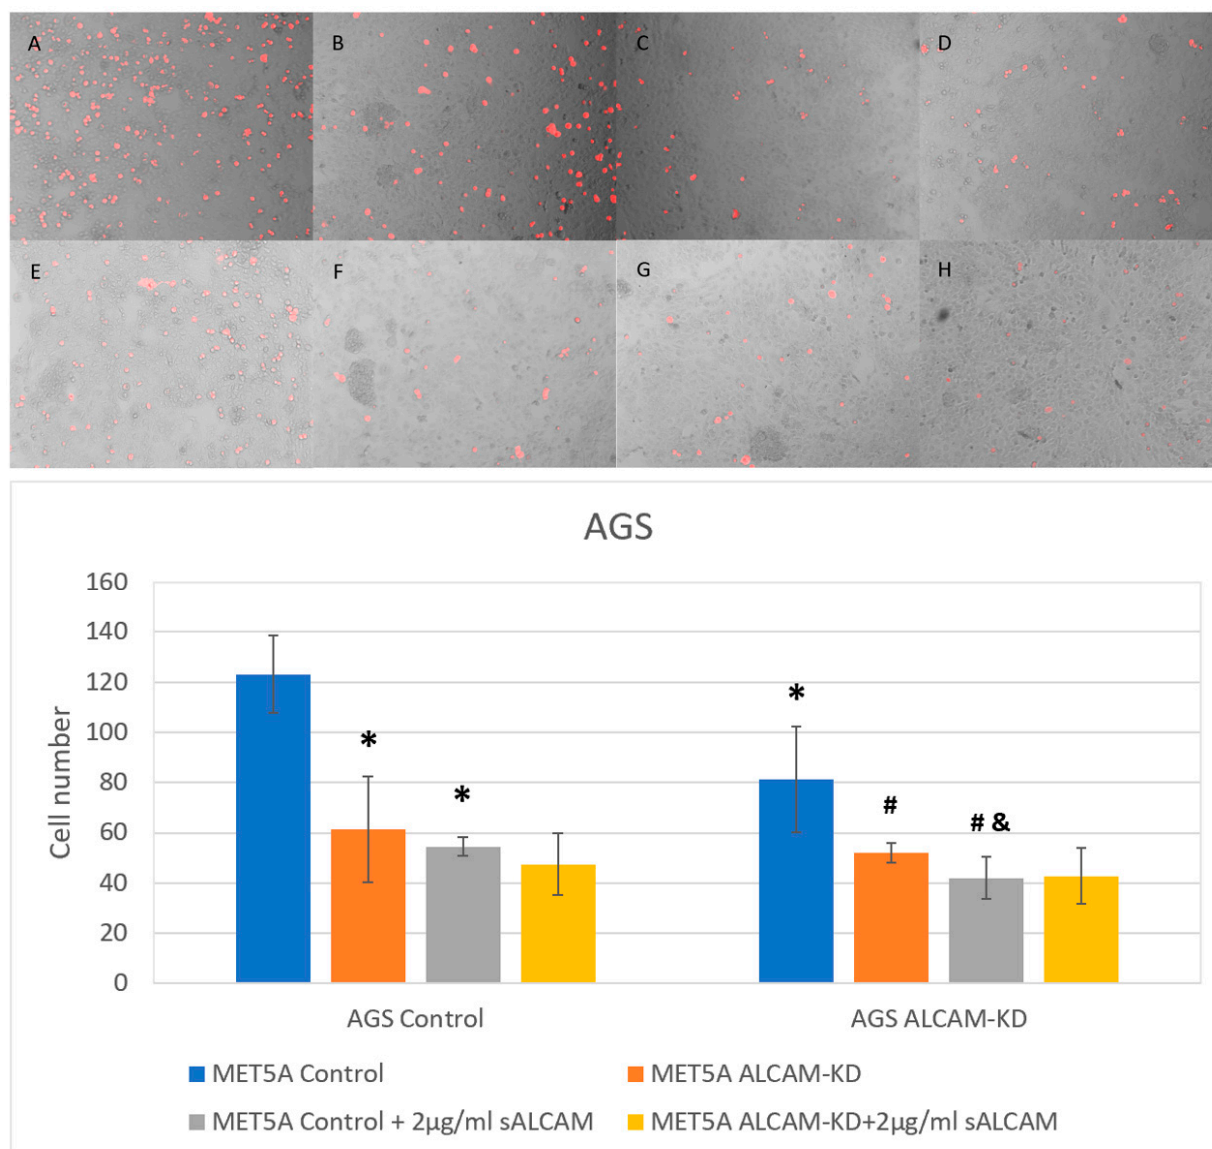 A B C D
E F G H
AGS
160
140
120
100
80
60
40
20
0
Cell number
*
*
*
#
# &
AGS Control AGS ALCAM-KD
MET5A Control MET5A ALCAM-KD
MET5A Control + 2µg/ml sALCAM MET5A ALCAM-KD+2µg/ml sALCAM